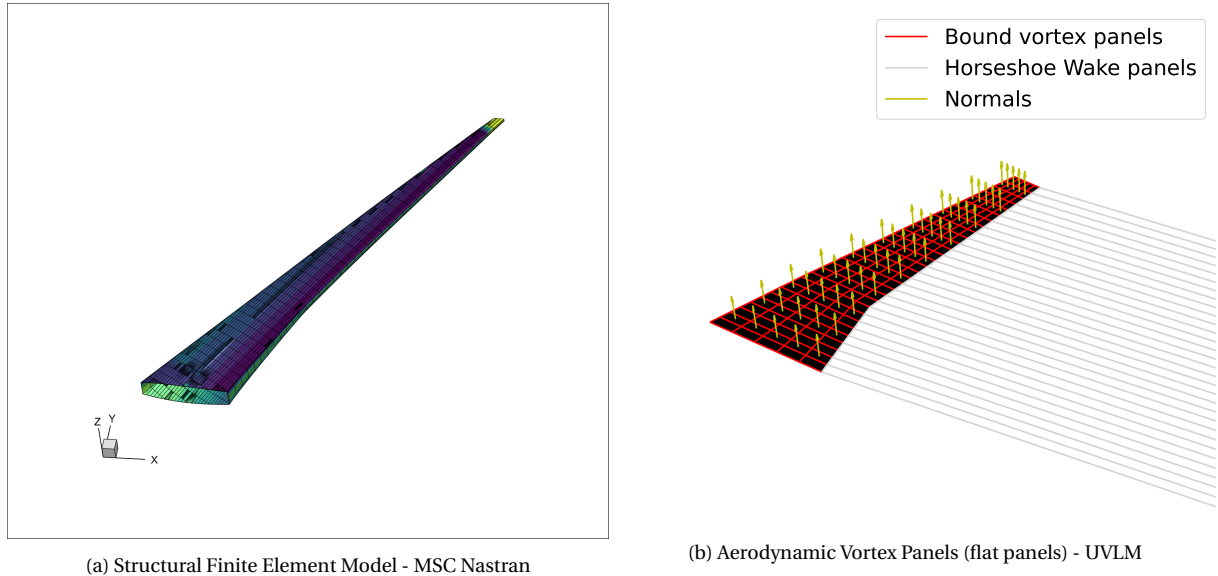 Z
Y
X
(a) Structural Finite Element Model - MSC Nastran
Bound vortex panels
Horseshoe Wake panels
Normals
(b) Aerodynamic Vortex Panels (flat panels) - UVLM